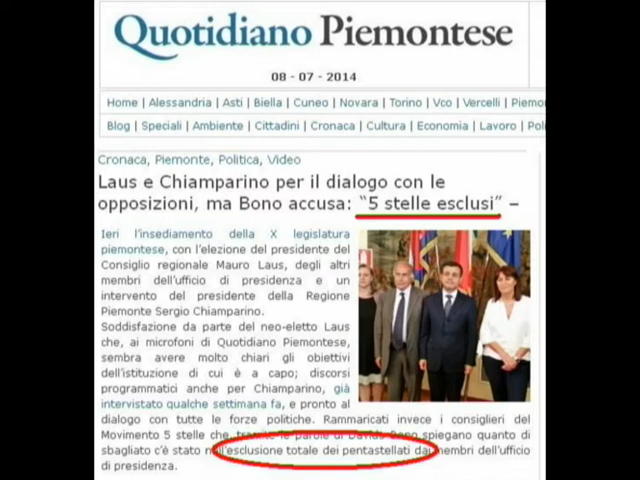 Quotidiano Piemontese
08 - 07 - 2014
Home | Alessandria | Asti | Biella | Cuneo | Novara | Torino | Vco | Vercelli | Piemon
Blog | Speciali | Ambiente | Cittadini | Cronaca | Cultura | Economia | Lavoro | Poli
Cronaca, Piemonte, Politica, Video
Laus e Chiamparino per il dialogo con le
opposizioni, ma Bono accusa: “5 stelle esclusi” –
Ieri l’insediamento della X legislatura
piemontese, con l’elezione del presidente del
Consiglio regionale Mauro Laus, degli altri
membri dell’ufficio di presidenza e un
intervento del presidente della Regione
Piemonte Sergio Chiamparino.
Soddisfazione da parte del neo-eletto Laus
che, ai microfoni di Quotidiano Piemontese,
sembra avere molto chiari gli obiettivi
dell’istituzione di cui è a capo; discorsi
programmatici anche per Chiamparino, già
intervistato qualche settimana fa, e pronto al
dialogo con tutte le forze politiche. Rammaricati invece i consiglieri del
Movimento 5 stelle che, tramite le parole di Davide Bono spiegano quanto di
sbagliato c’è stato nell’esclusione totale dei pentastellati dai membri dell’ufficio
di presidenza.